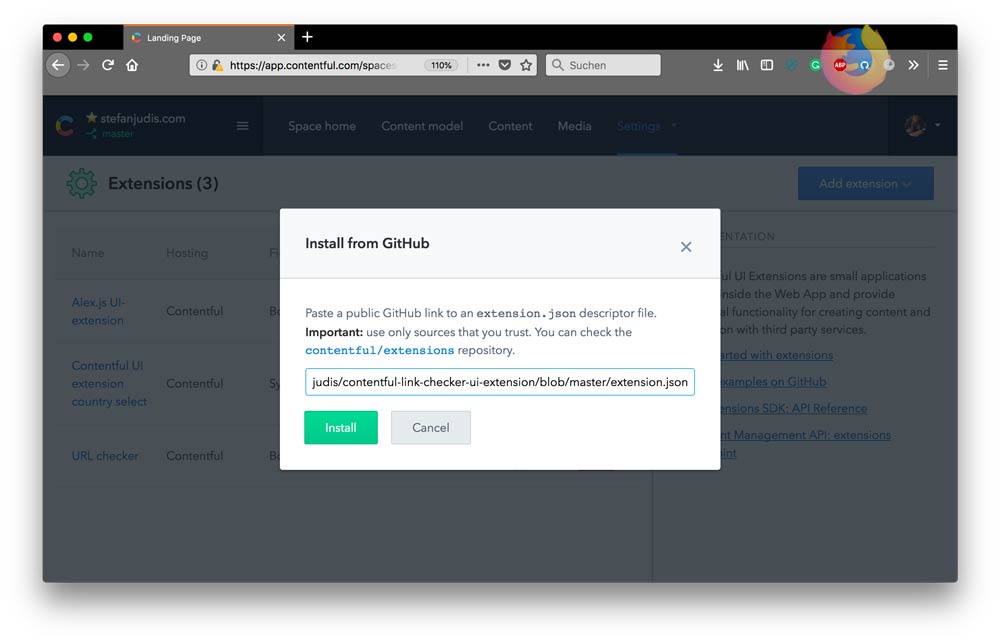 Landing Page
https://app.contentful.com/spaces
110%
Suchen
ABP
stefanjudis.com
master
Space home
Content model
Content
Media
Settings
Extensions (3)
Add extension
Name
Hosting
Alex.js UI-
extension
Contentful
Contentful UI
extension
country select
Contentful
URL checker
Contentful
Install from GitHub
Paste a public GitHub link to an extension.json descriptor file.
Important: use only sources that you trust. You can check the
contentful/extensions repository.
judis/contentful-link-checker-ui-extension/blob/master/extension.json
Install
Cancel
ENTATION
ul UI Extensions are small applications
nside the Web App and provide
al functionality for creating content and
on with third party services.
tarted with extensions
xamples on GitHub
ensions SDK: API Reference
nt Management API: extensions
int